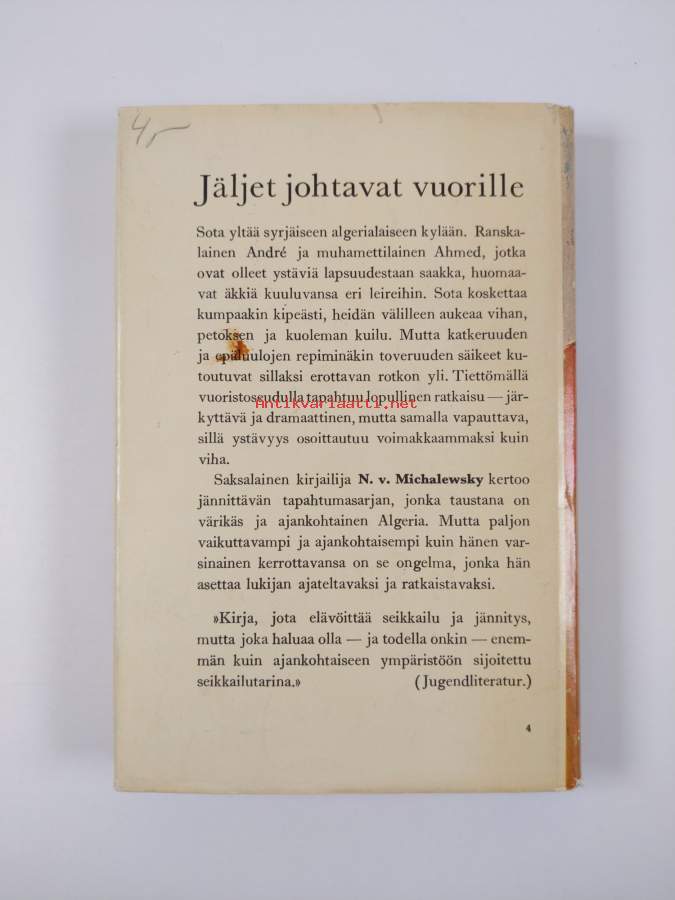 4,-
Jäljet johtavat vuorille
Sota yltää syrjäiseen algerialaiseen kylään. Ranska-
lainen André ja muhamettilainen Ahmed, jotka
ovat olleet ystäviä lapsuudestaan saakka, huomaa-
vat äkkiä kuuluvansa eri leireihin. Sota koskettaa
kumpaakin kipeästi, heidän välilleen aukeaa vihan,
petoksen ja kuoleman kuilu. Mutta katkeruuden
ja epäluulojen repiminäkin toveruuden säikeet ku-
toutuvat sillaksi erottavan rotkon yli. Tiettömällä
vuoristoseudulla tapahtuu lopullinen ratkaisu — jär-
Antikvariaatti.net
kyttävä ja dramaattinen, mutta samalla vapauttava,
sillä ystävyys osoittautuu voimakkaammaksi kuin
viha.
Saksalainen kirjailija N. v. Michalewsky kertoo
jännittävän tapahtumasarjan, jonka taustana on
värikäs ja ajankohtainen Algeria. Mutta paljon
vaikuttavampi ja ajankohtaisempi kuin hänen var-
sinainen kerrottavansa on se ongelma, jonka hän
asettaa lukijan ajateltavaksi ja ratkaistavaksi.
»Kirja, jota elävöittää seikkailu ja jännitys,
mutta joka haluaa olla — ja todella onkin — enem-
män kuin ajankohtaiseen ympäristöön sijoitettu
seikkailutarina.» (Jugendliteratur.)
4